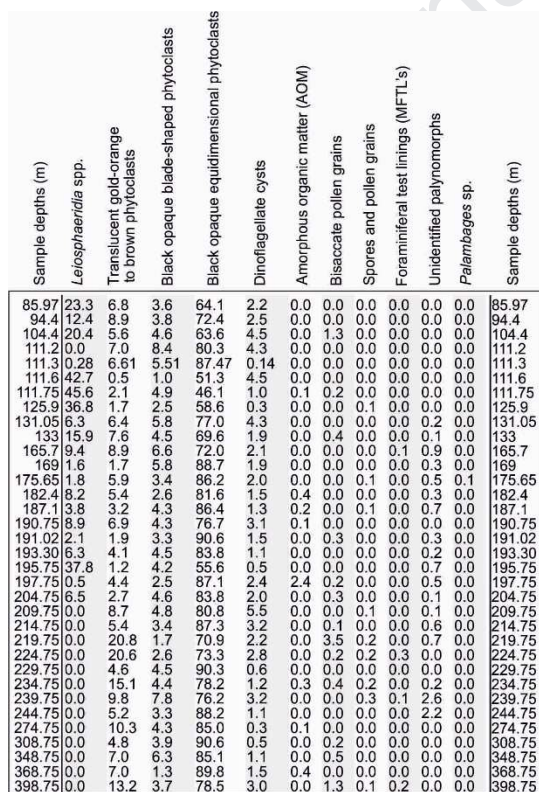 Sample depths (m) Leiosphaeridia spp. Translucent gold-orange to brown phytoclasts Black opaque blade-shaped phytoclasts Black opaque equidimensional phytoclasts Dinoflagellate cysts Amorphous organic matter (AOM) Bisaccate pollen grains Spores and pollen grains Foraminiferal test linings (MFTL's) Unidentified palynomorphs Palambages sp. Sample depths (m)
85.97 23.3 6.8 3.6 64.1 2.2 0.0 0.0 0.0 0.0 0.0 0.0 85.97
94.4 12.4 8.9 3.8 72.4 2.5 0.0 0.0 0.0 0.0 0.0 0.0 94.4
104.4 20.4 5.6 4.6 63.6 4.5 0.0 1.3 0.0 0.0 0.0 0.0 104.4
111.2 0.0 7.0 8.4 80.3 4.3 0.0 0.0 0.0 0.0 0.0 0.0 111.2
111.3 0.28 6.61 5.51 87.47 0.14 0.0 0.0 0.0 0.0 0.0 0.0 111.3
111.6 42.7 0.5 1.0 51.3 4.5 0.0 0.0 0.0 0.0 0.0 0.0 111.6
111.75 45.6 2.1 4.9 46.1 1.0 0.1 0.2 0.0 0.0 0.0 0.0 111.75
125.9 36.8 1.7 2.5 58.6 0.3 0.0 0.0 0.1 0.0 0.0 0.0 125.9
131.05 6.3 6.4 5.8 77.0 4.3 0.0 0.0 0.0 0.0 0.2 0.0 131.05
133 15.9 7.6 4.5 69.6 1.9 0.0 0.4 0.0 0.0 0.1 0.0 133
165.7 9.4 8.9 6.6 72.0 2.1 0.0 0.0 0.0 0.1 0.9 0.0 165.7
169 1.6 1.7 5.8 88.7 1.9 0.0 0.0 0.0 0.0 0.3 0.0 169
175.65 1.8 5.9 3.4 86.2 2.0 0.0 0.0 0.1 0.0 0.5 0.1 175.65
182.4 8.2 5.4 2.6 81.6 1.5 0.4 0.0 0.0 0.0 0.3 0.0 182.4
187.1 3.8 3.2 4.3 86.4 1.3 0.2 0.0 0.1 0.0 0.7 0.0 187.1
190.75 8.9 6.9 4.3 76.7 3.1 0.1 0.0 0.0 0.0 0.0 0.0 190.75
191.02 2.1 1.9 3.3 90.6 1.5 0.0 0.3 0.0 0.0 0.3 0.0 191.02
193.30 6.3 4.1 4.5 83.8 1.1 0.0 0.0 0.0 0.0 0.2 0.0 193.30
195.75 37.8 1.2 4.2 55.6 0.5 0.0 0.0 0.0 0.0 0.7 0.0 195.75
197.75 0.5 4.4 2.5 87.1 2.4 2.4 0.2 0.0 0.0 0.5 0.0 197.75
204.75 6.5 2.7 4.6 83.8 2.0 0.0 0.3 0.0 0.0 0.1 0.0 204.75
209.75 0.0 8.7 4.8 80.8 5.5 0.0 0.0 0.1 0.0 0.1 0.0 209.75
214.75 0.0 5.4 3.4 87.3 3.2 0.0 0.1 0.0 0.0 0.6 0.0 214.75
219.75 0.0 20.8 1.7 70.9 2.2 0.0 3.5 0.2 0.0 0.7 0.0 219.75
224.75 0.0 20.6 2.6 73.3 2.8 0.0 0.2 0.2 0.3 0.0 0.0 224.75
229.75 0.0 4.6 4.5 90.3 0.6 0.0 0.0 0.0 0.0 0.0 0.0 229.75
234.75 0.0 15.1 4.4 78.2 1.2 0.3 0.4 0.2 0.0 0.2 0.0 234.75
239.75 0.0 9.8 7.8 76.2 3.2 0.0 0.0 0.3 0.1 2.6 0.0 239.75
244.75 0.0 5.2 3.3 88.2 1.1 0.0 0.0 0.0 0.0 2.2 0.0 244.75
274.75 0.0 10.3 4.3 85.0 0.3 0.1 0.0 0.0 0.0 0.0 0.0 274.75
308.75 0.0 4.8 3.9 90.6 0.5 0.0 0.2 0.0 0.0 0.0 0.0 308.75
348.75 0.0 7.0 6.3 85.1 1.1 0.0 0.5 0.0 0.0 0.0 0.0 348.75
368.75 0.0 7.0 1.3 89.8 1.5 0.4 0.0 0.0 0.0 0.0 0.0 368.75
398.75 0.0 13.2 3.7 78.5 3.0 0.0 1.3 0.1 0.2 0.0 0.0 398.75